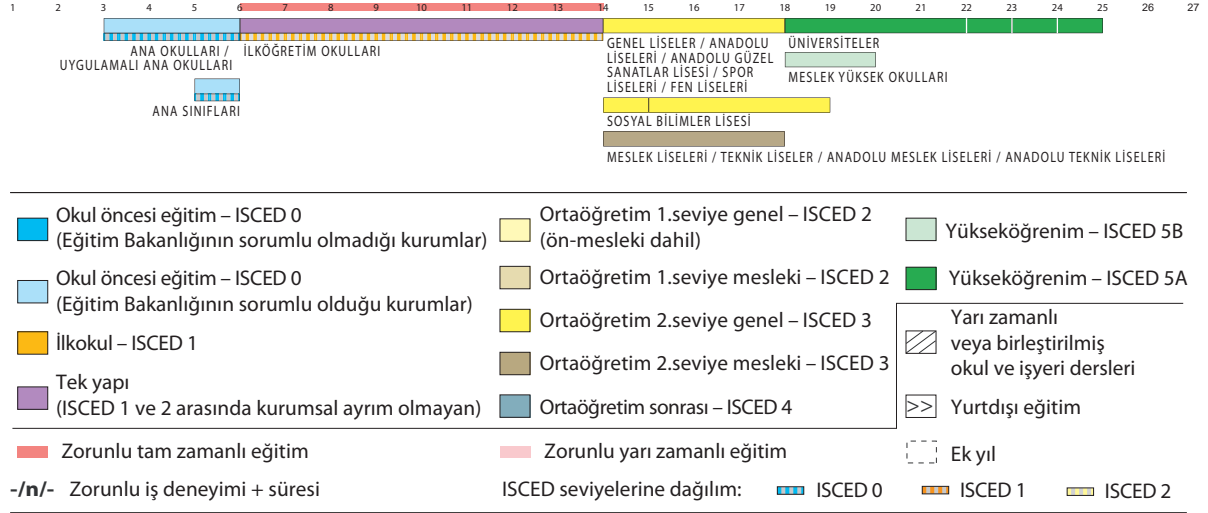 1 2 3 4 5 6 7 8 9 10 11 12 13 14 15 16 17 18 19 20 21 22 23 24 25 26 27
ANA OKULLARI /
UYGULAMALI ANA OKULLARI
İLKÖĞRETİM OKULLARI
GENEL LİSELER / ANADOLU
LİSELERİ / ANADOLU GÜZEL
SANATLAR LİSESİ / SPOR
LİSELERİ / FEN LİSELERİ
ÜNİVERSİTELER
MESLEK YÜKSEK OKULLARI
ANA SINIFLARI
SOSYAL BİLİMLER LİSESİ
MESLEK LİSELERİ / TEKNİK LİSELER / ANADOLU MESLEK LİSELERİ / ANADOLU TEKNİK LİSELERİ
Okul öncesi eğitim – ISCED 0
(Eğitim Bakanlığının sorumlu olmadığı kurumlar)
Okul öncesi eğitim – ISCED 0
(Eğitim Bakanlığının sorumlu olduğu kurumlar)
İlkokul – ISCED 1
Tek yapı
(ISCED 1 ve 2 arasında kurumsal ayrım olmayan)
Ortaöğretim 1.seviye genel – ISCED 2
(ön-mesleki dahil)
Ortaöğretim 1.seviye mesleki – ISCED 2
Ortaöğretim 2.seviye genel – ISCED 3
Ortaöğretim 2.seviye mesleki – ISCED 3
Ortaöğretim sonrası – ISCED 4
Yükseköğrenim – ISCED 5B
Yükseköğrenim – ISCED 5A
Yarı zamanlı
veya birleştirilmiş
okul ve işyeri dersleri
>> Yurtdışı eğitim
Zorunlu tam zamanlı eğitim
Zorunlu yarı zamanlı eğitim
Ek yıl
-/n/- Zorunlu iş deneyimi + süresi
ISCED seviyelerine dağılım: ISCED 0 ISCED 1 ISCED 2